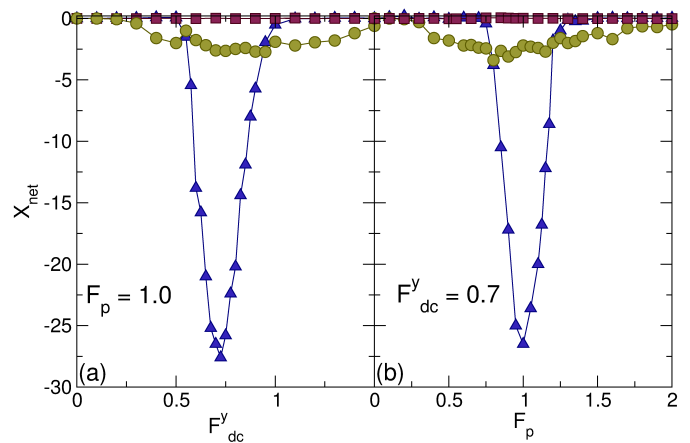 0
-5
-10
-15
-20
-25
-30
X_net
F_p = 1.0
F^y_dc = 0.7
(a)
(b)
0 0.5 1 0 0.5 1 1.5 2
F^y_dc
F_p